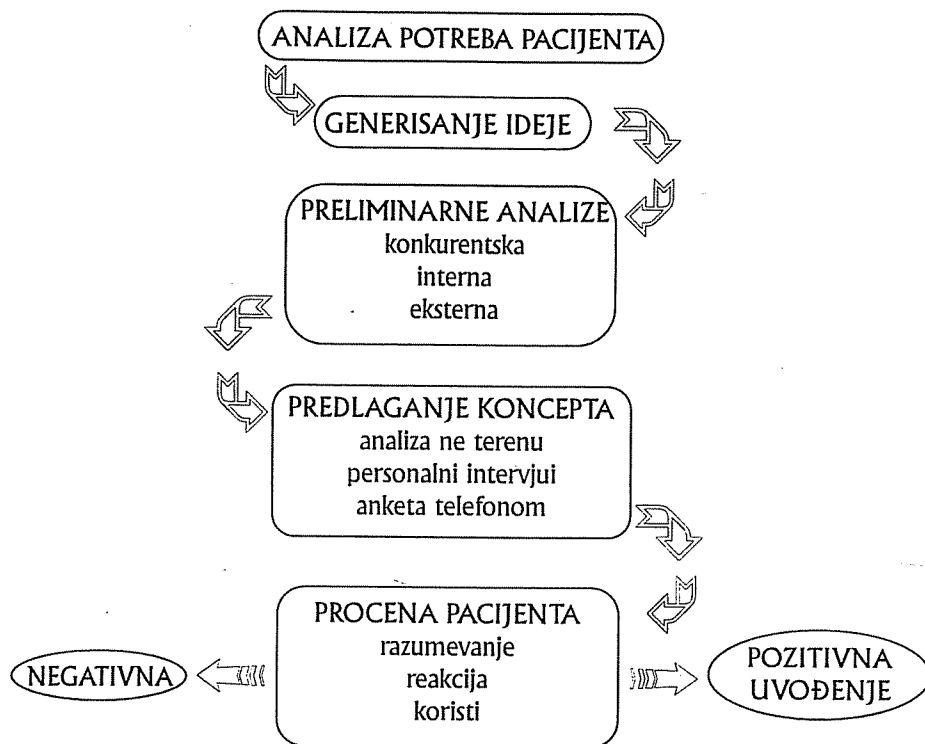 ANALIZA POTREBA PACIJENTA
GENERISANJE IDEJE
PRELIMINARNE ANALIZE
konkurentska
interna
eksterna
PREDLAGANJE KONCEPTA
analiza ne terenu
personalni intervjui
anketa telefonom
PROCENA PACIJENTA
razumevanje
reakcija
koristi
NEGATIVNA
POZITIVNA
UVOĐENJE